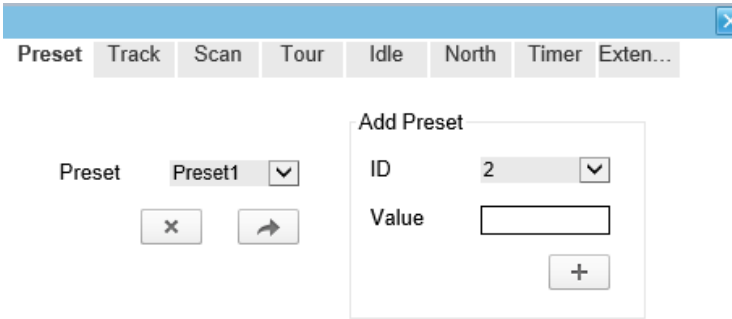 Preset Track Scan Tour Idle North Timer Exten...
Add Preset
Preset Preset1
ID 2
Value